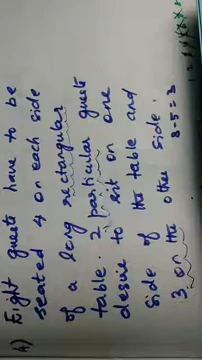 4) Eight guests have to be
seated 4 on each side
of a long rectangular
table. 2 particular guests
desire to sit on one
side of the table and
3 on the other side.
8-5=3